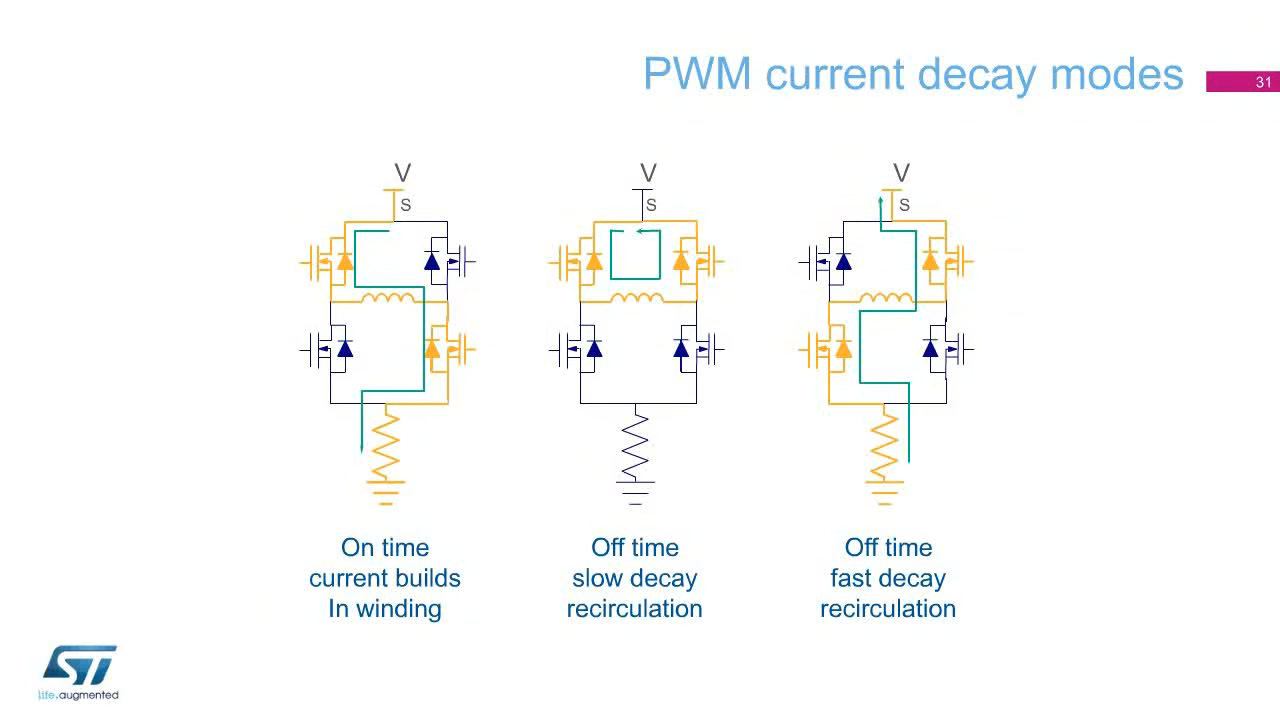 PWM current decay modes
31
V
S
V
S
V
S
On time
current builds
In winding
Off time
slow decay
recirculation
Off time
fast decay
recirculation
ST
life.augmented